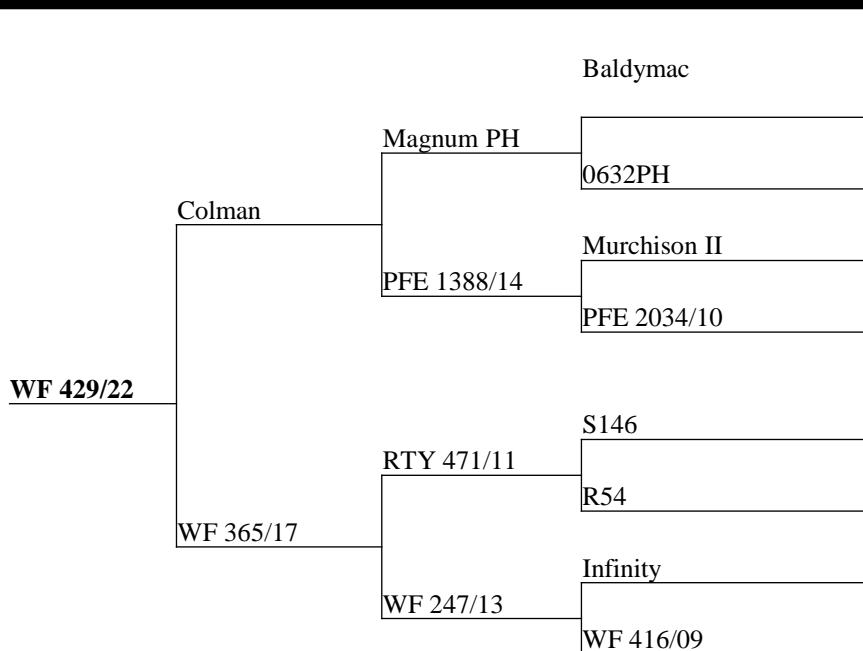 Baldymac
Magnum PH
0632PH
Colman
Murchison II
PFE 1388/14
PFE 2034/10
WF 429/22
S146
RTY 471/11
R54
WF 365/17
Infinity
WF 247/13
WF 416/09